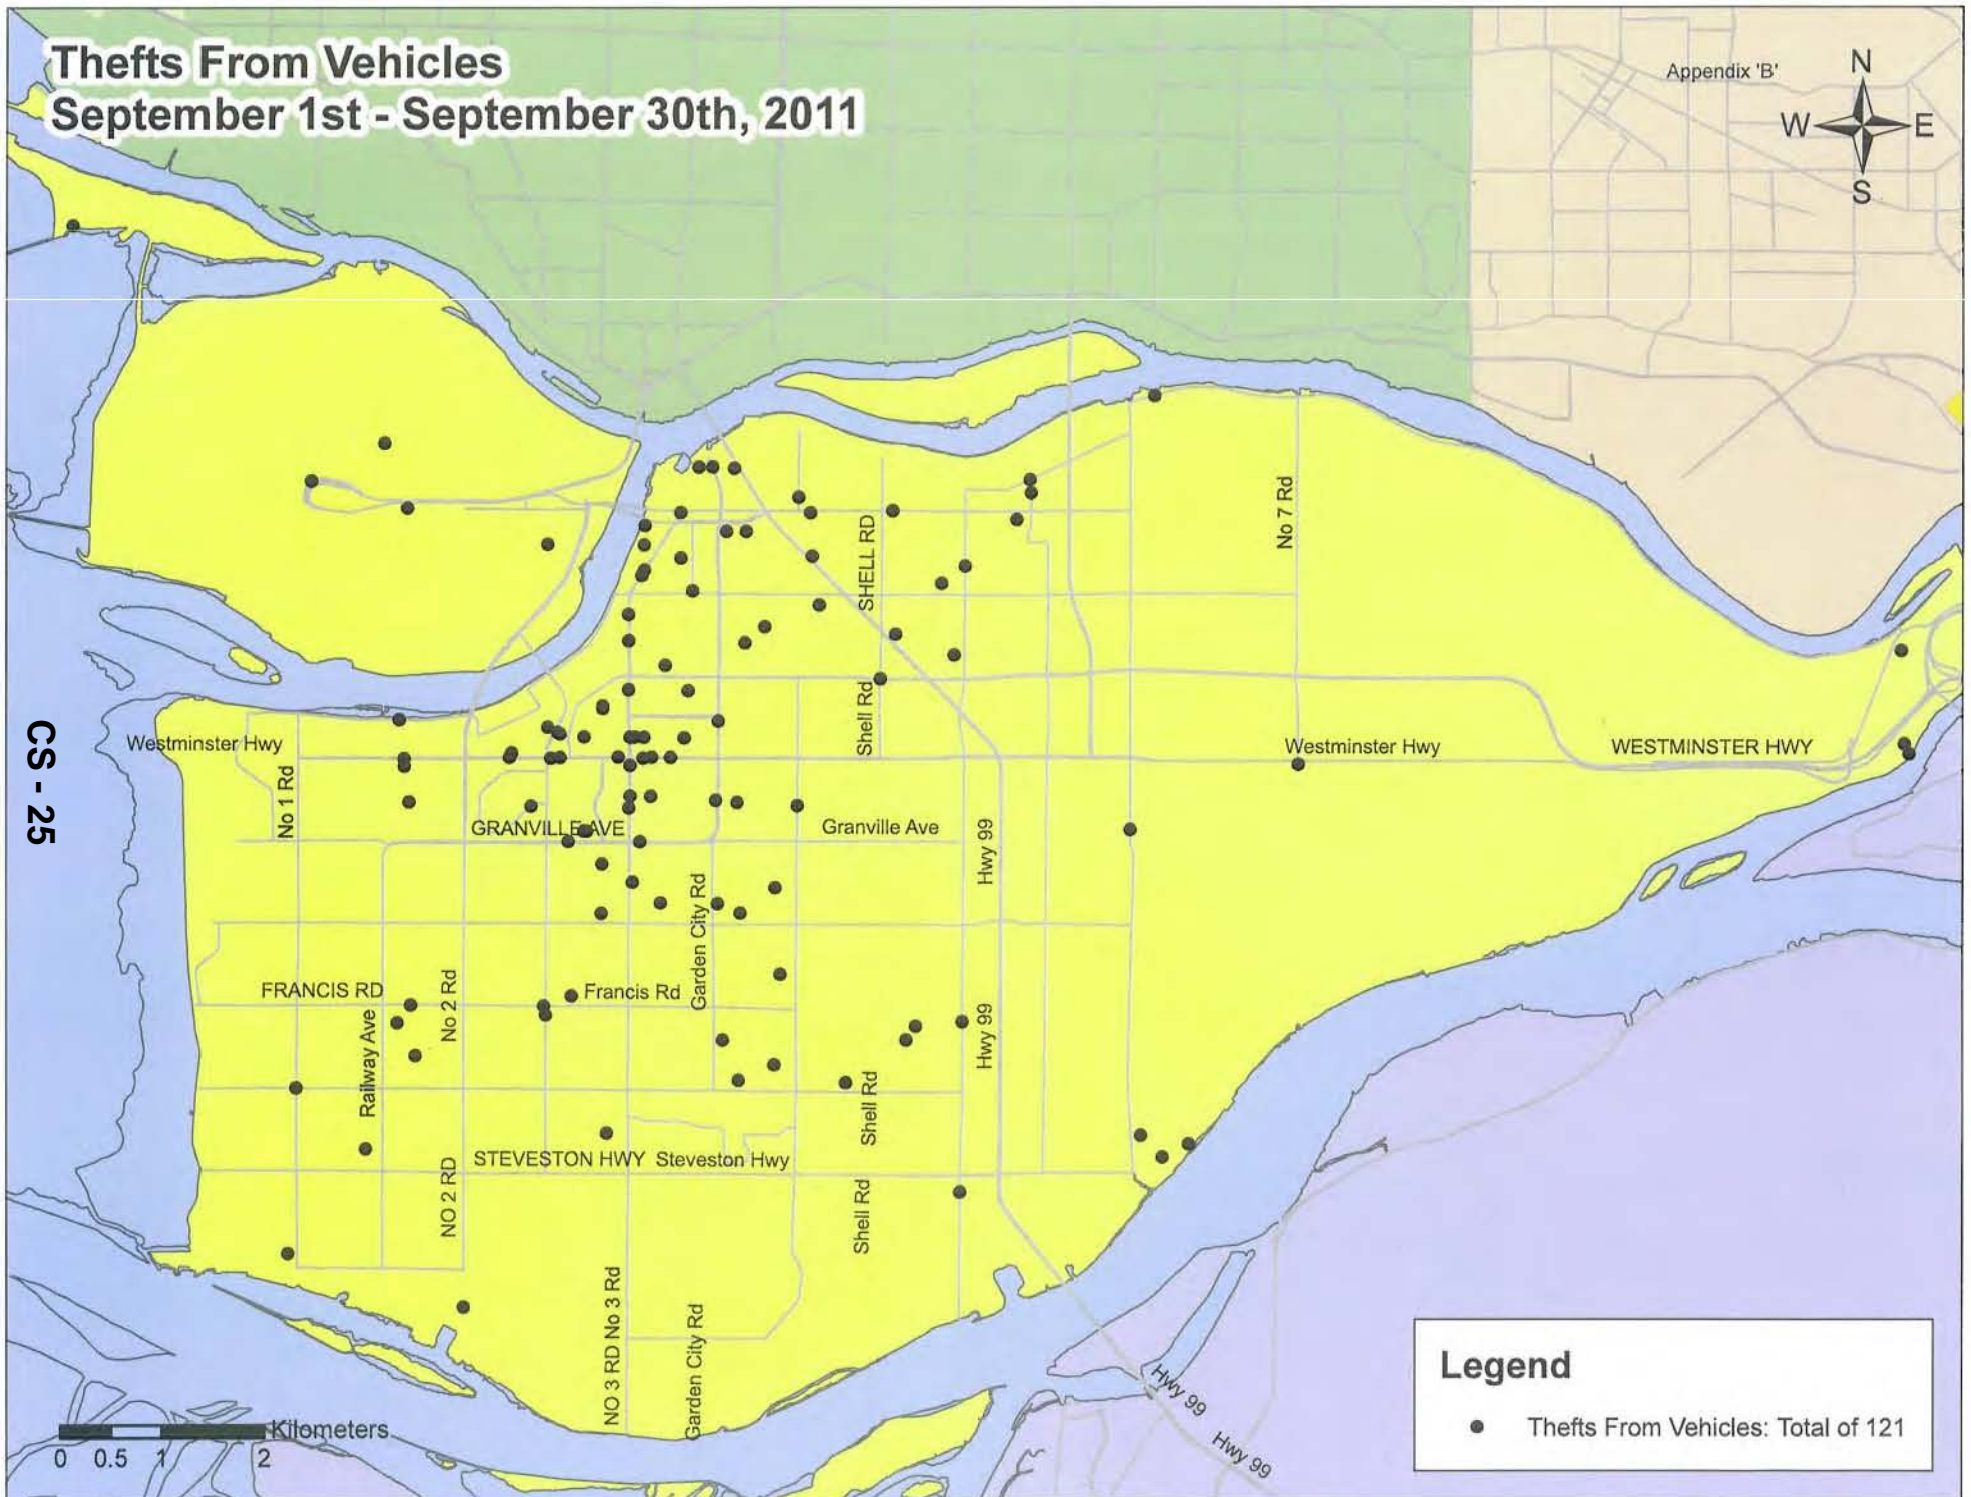 Thefts From Vehicles
September 1st - September 30th, 2011
Appendix 'B'
N
W
E
S
No 7 Rd
SHELL RD
Shell Rd
Westminster Hwy
Westminster Hwy
WESTMINSTER HWY
CS - 25
No 1 Rd
GRANVILLE AVE
Granville Ave
Hwy 99
Garden City Rd
FRANCIS RD
No 2 Rd
Francis Rd
Railway Ave
Hwy 99
Shell Rd
STEVESTON HWY
Steveston Hwy
NO 2 RD
Shell Rd
NO 3 RD No 3 Rd
Garden City Rd
Hwy 99
Hwy 99
Kilometers
0 0.5 1 2
Legend
Thefts From Vehicles: Total of 121